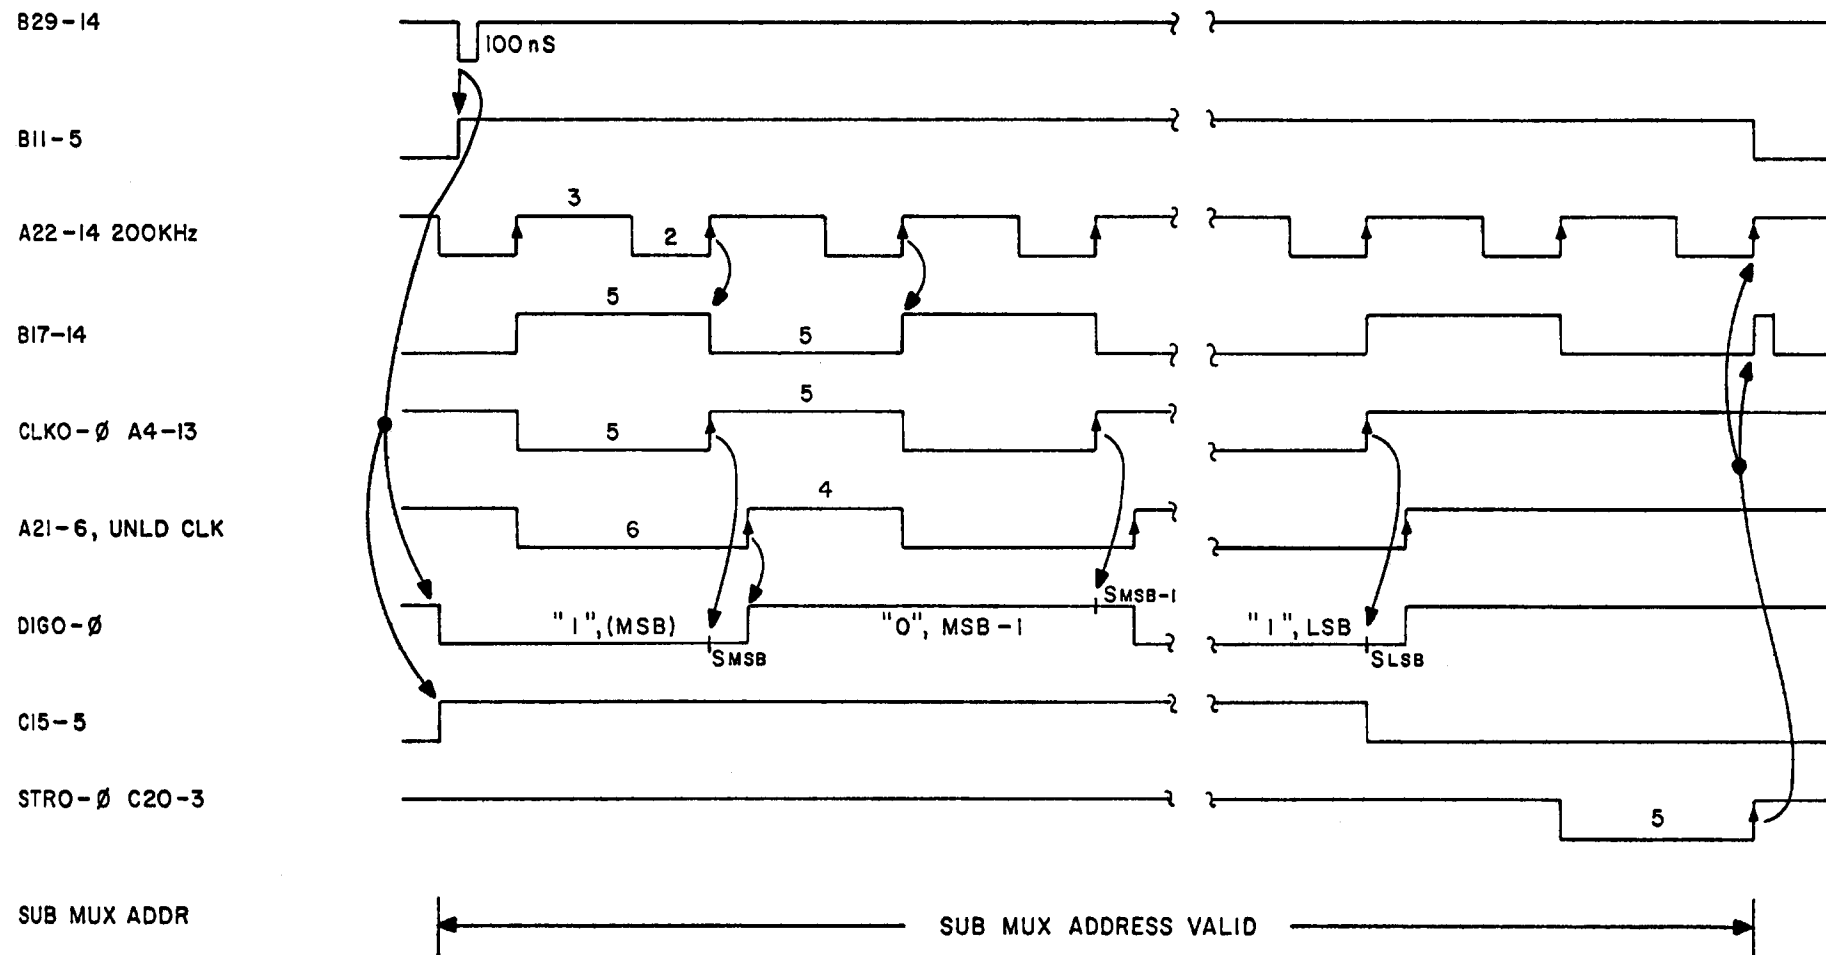 B29-14
100 nS
B11-5
3
A22-14 200KHz
2
5
B17-14
5
5
CLKO-Ø A4-13
5
4
A21-6, UNLD CLK
6
SMSB-1
DIGO-Ø
"1", (MSB)
"0", MSB-1
"1", LSB
SMSB
SLSB
C15-5
STRO-Ø C20-3
5
SUB MUX ADDR
SUB MUX ADDRESS VALID